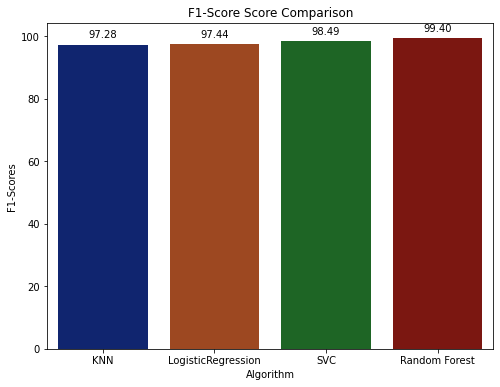 F1-Score Score Comparison
97.28
97.44
98.49
99.40
100
80
60
40
20
0
F1-Scores
KNN
LogisticRegression
SVC
Random Forest
Algorithm